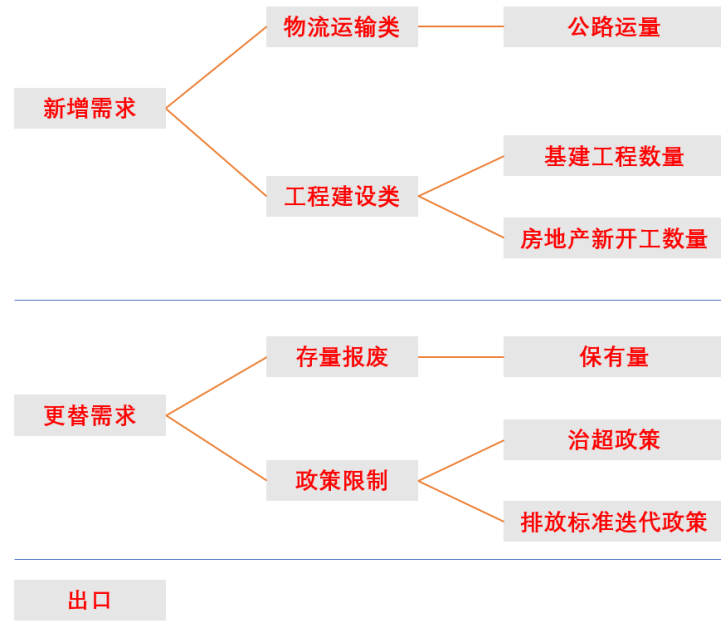 物流运输类
公路运量
新增需求
基建工程数量
工程建设类
房地产新开工数量
存量报废
保有量
更替需求
治超政策
政策限制
排放标准迭代政策
出口